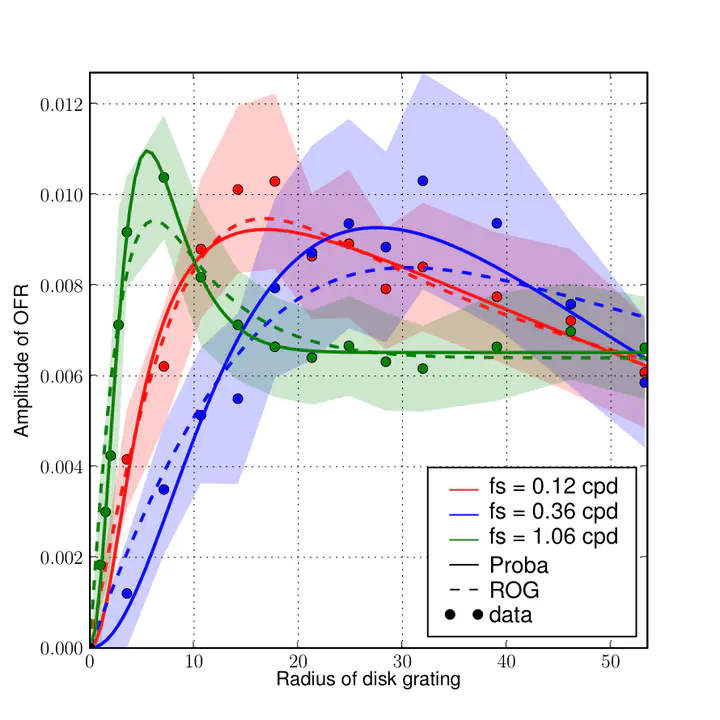 Amplitude of OFR
0.012
0.010
0.008
0.006
0.004
0.002
0.000
0 10 20 30 40 50
Radius of disk grating
fs = 0.12 cpd
fs = 0.36 cpd
fs = 1.06 cpd
Proba
ROG
data